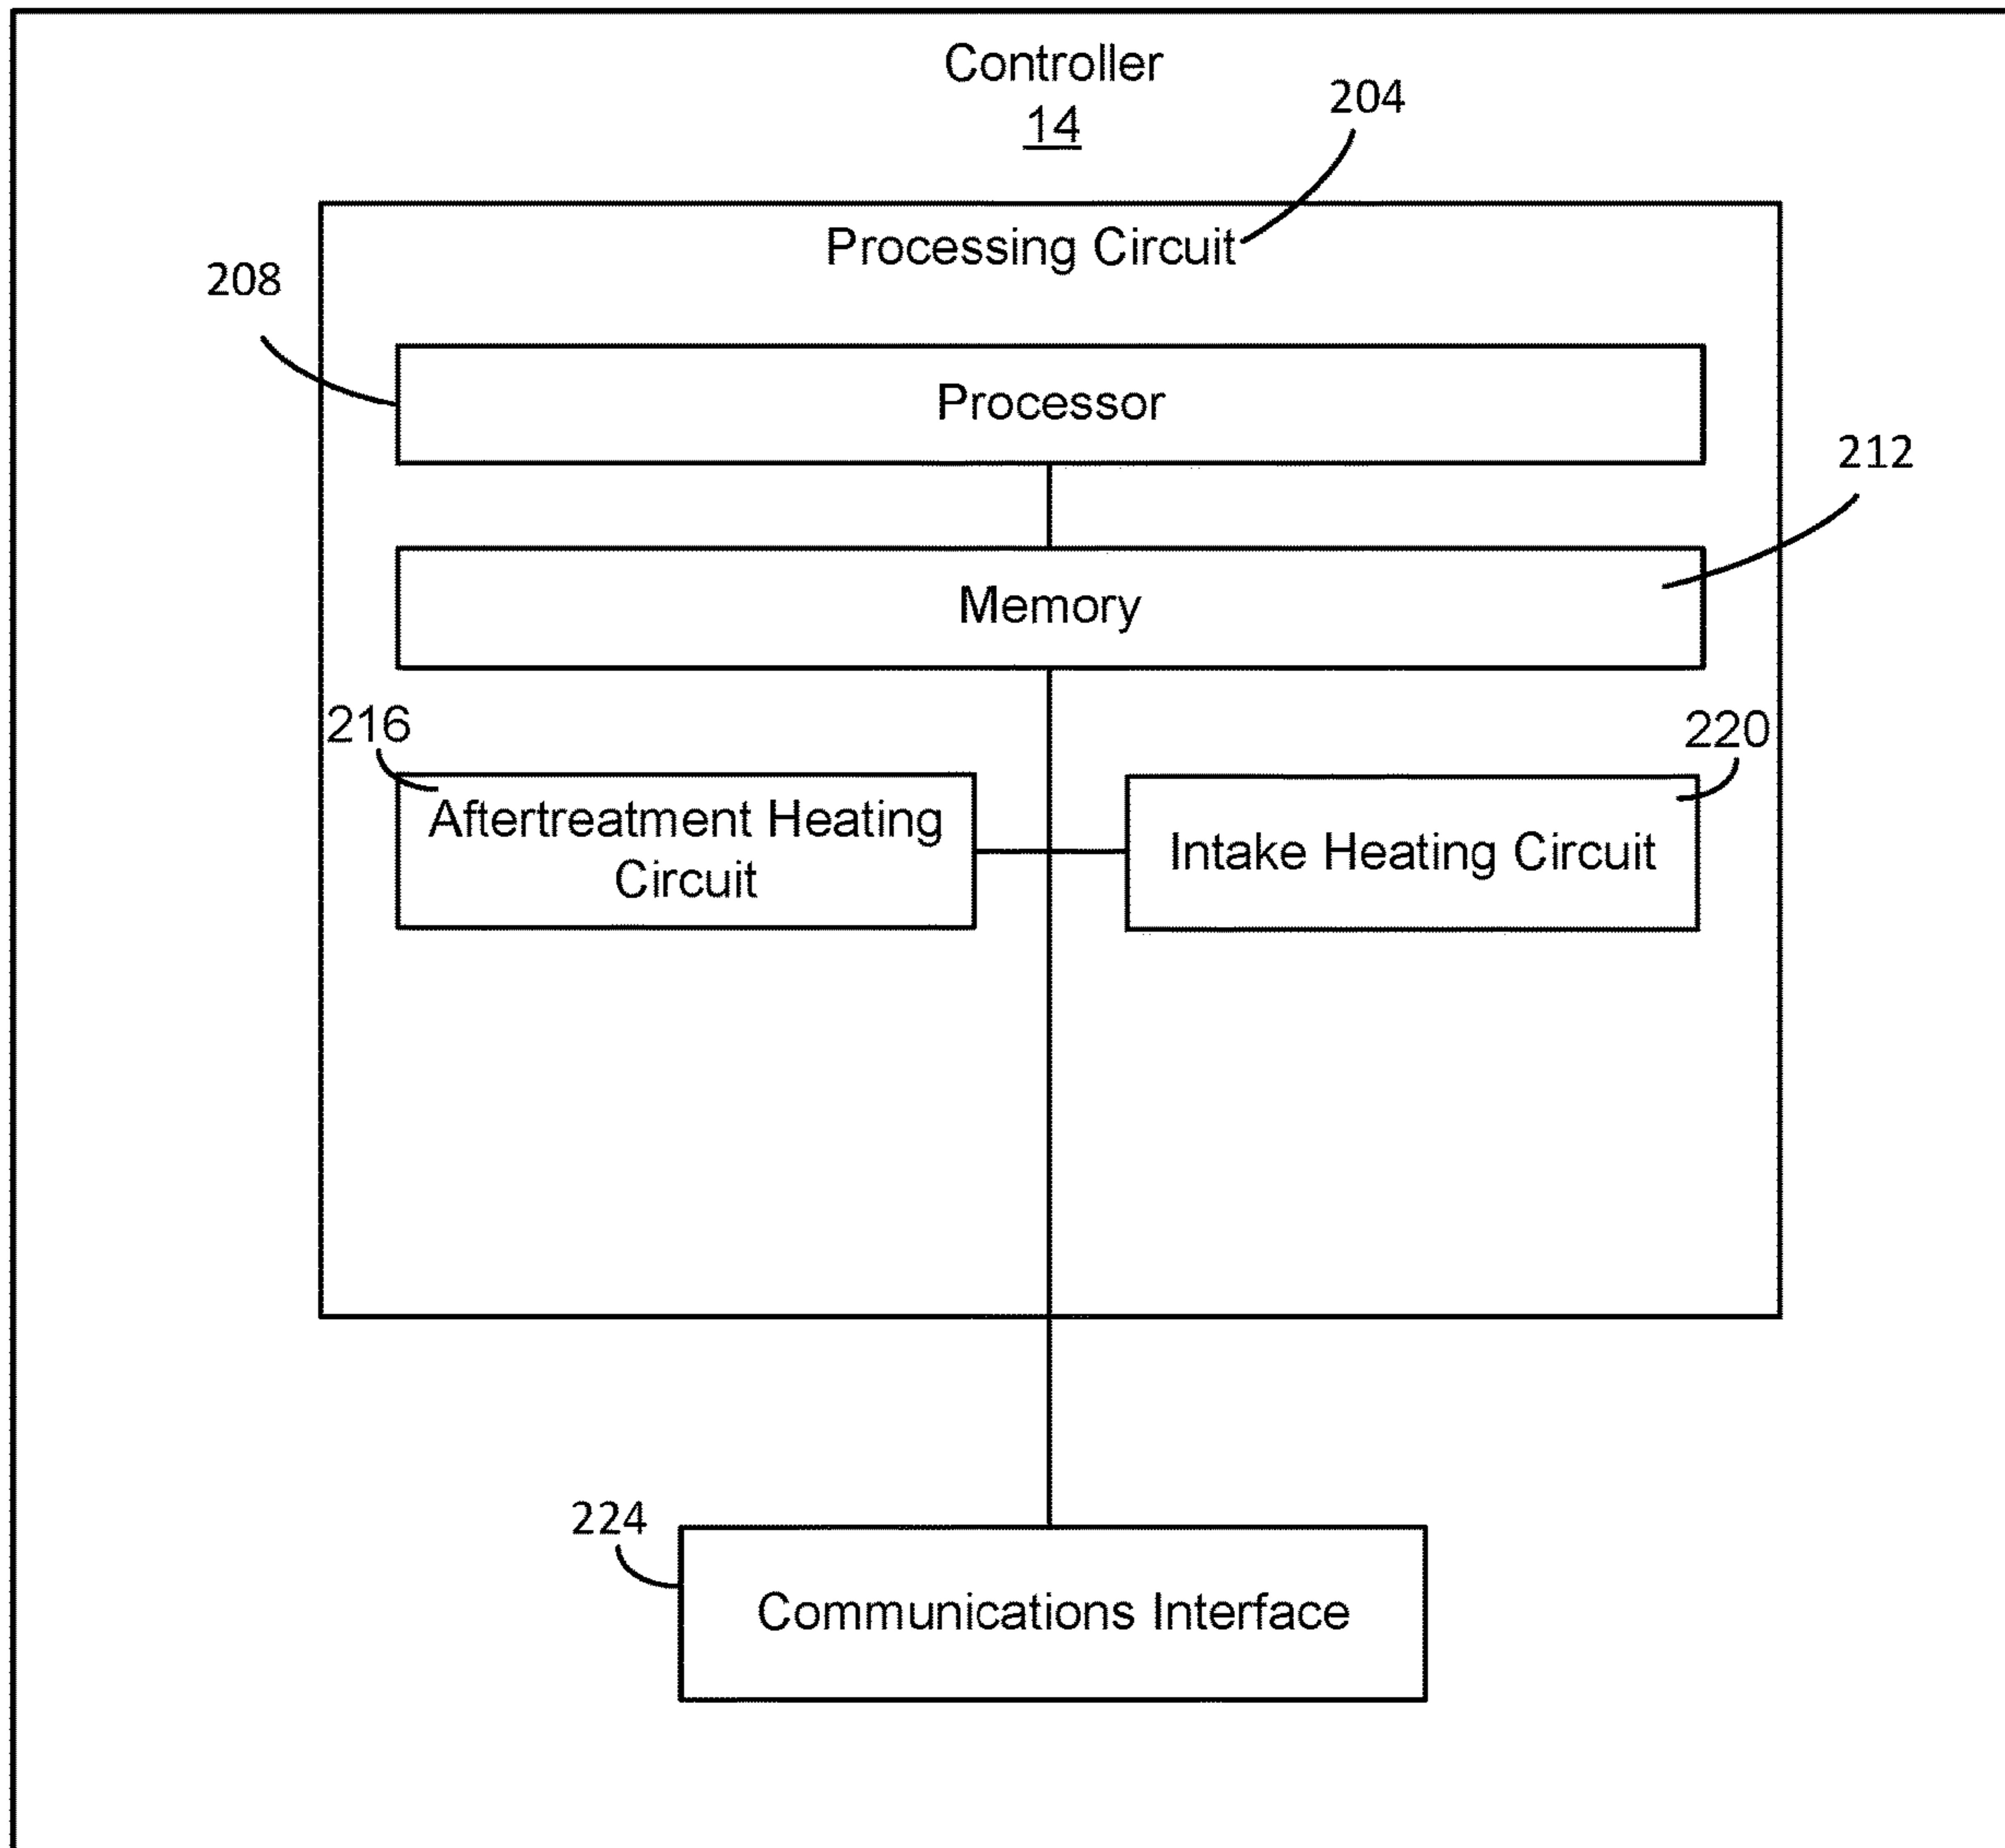 Controller
14
204
Processing Circuit
208
Processor
212
Memory
216
220
Aftertreatment Heating
Circuit
Intake Heating Circuit
224
Communications Interface